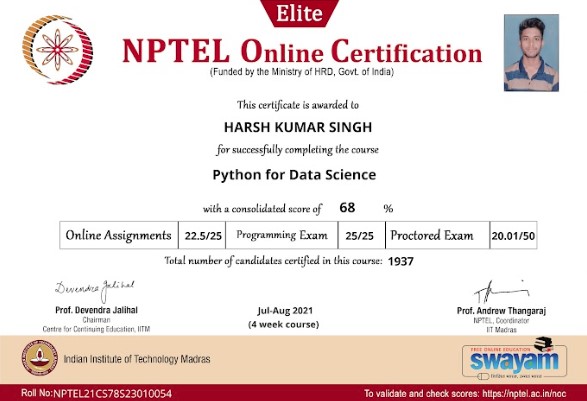 Elite
NPTEL Online Certification
(Funded by the Ministry of HRD, Govt. of India)
This certificate is awarded to
HARSH KUMAR SINGH
for successfully completing the course
Python for Data Science
with a consolidated score of 68 %
Online Assignments 22.5/25 Programming Exam 25/25 Proctored Exam 20.01/50
Total number of candidates certified in this course: 1937
Devendra Jalihal
Prof. Devendra Jalihal
Chairman
Centre for Continuing Education, IITM
Jul-Aug 2021
(4 week course)
Prof. Andrew Thangaraj
NPTEL, Coordinator
IIT Madras
Indian Institute of Technology Madras
FREE ONLINE EDUCATION
swayam
Roll No:NPTEL21CS78S23010054
To validate and check scores: https://nptel.ac.in/noc